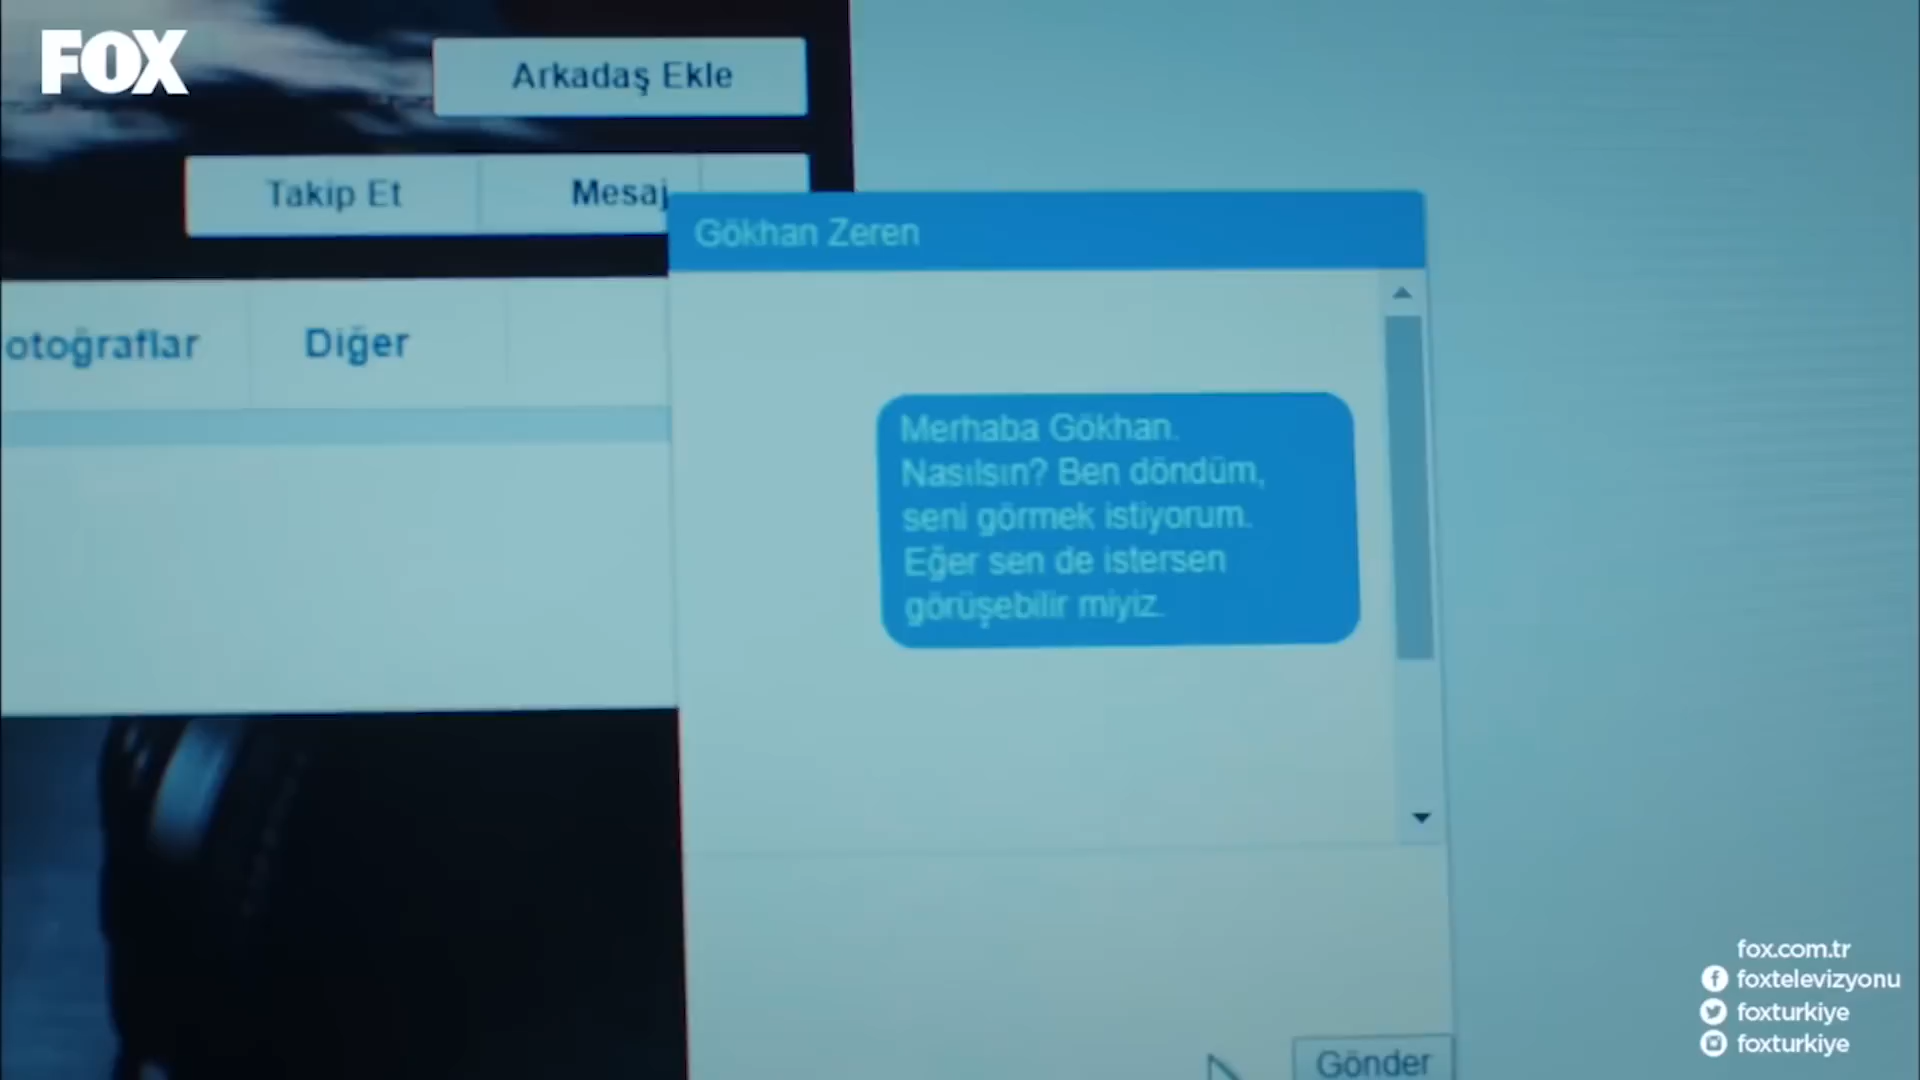 FOX
Arkadaş Ekle
Takip Et
Mesaj
Gökhan Zeren
otoğraflar
Diğer
Merhaba Gökhan.
Nasılsın? Ben döndüm,
seni görmek istiyorum.
Eğer sen de istersen
görüşebilir miyiz.
Gönder
fox.com.tr
foxtelevizyonu
foxturkiye
foxturkiye